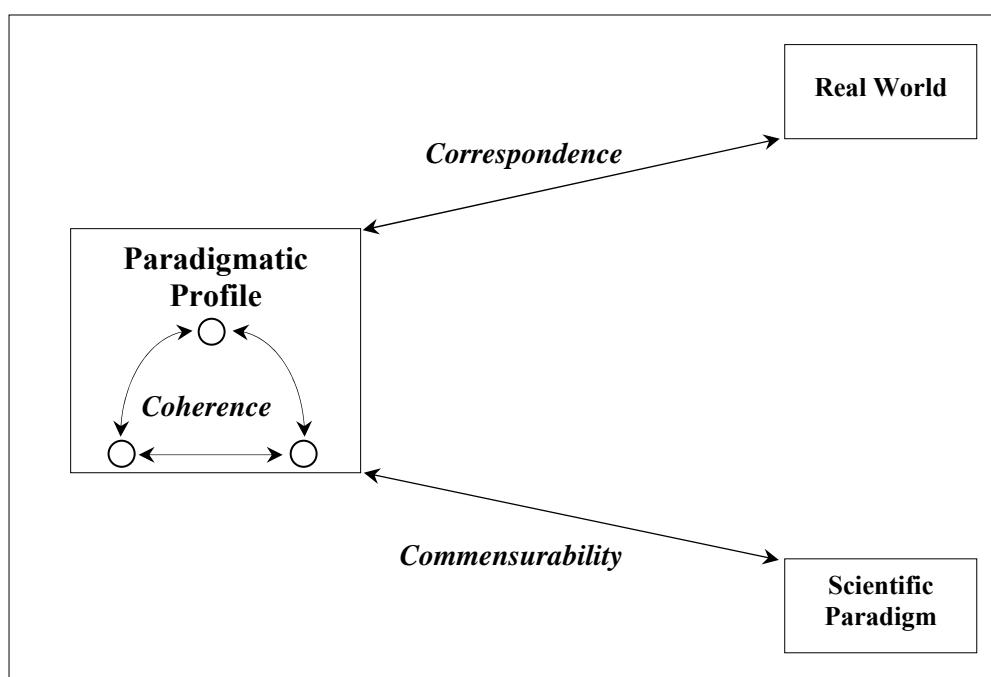 Real World
Correspondence
Paradigmatic
Profile
Coherence
Commensurability
Scientific
Paradigm